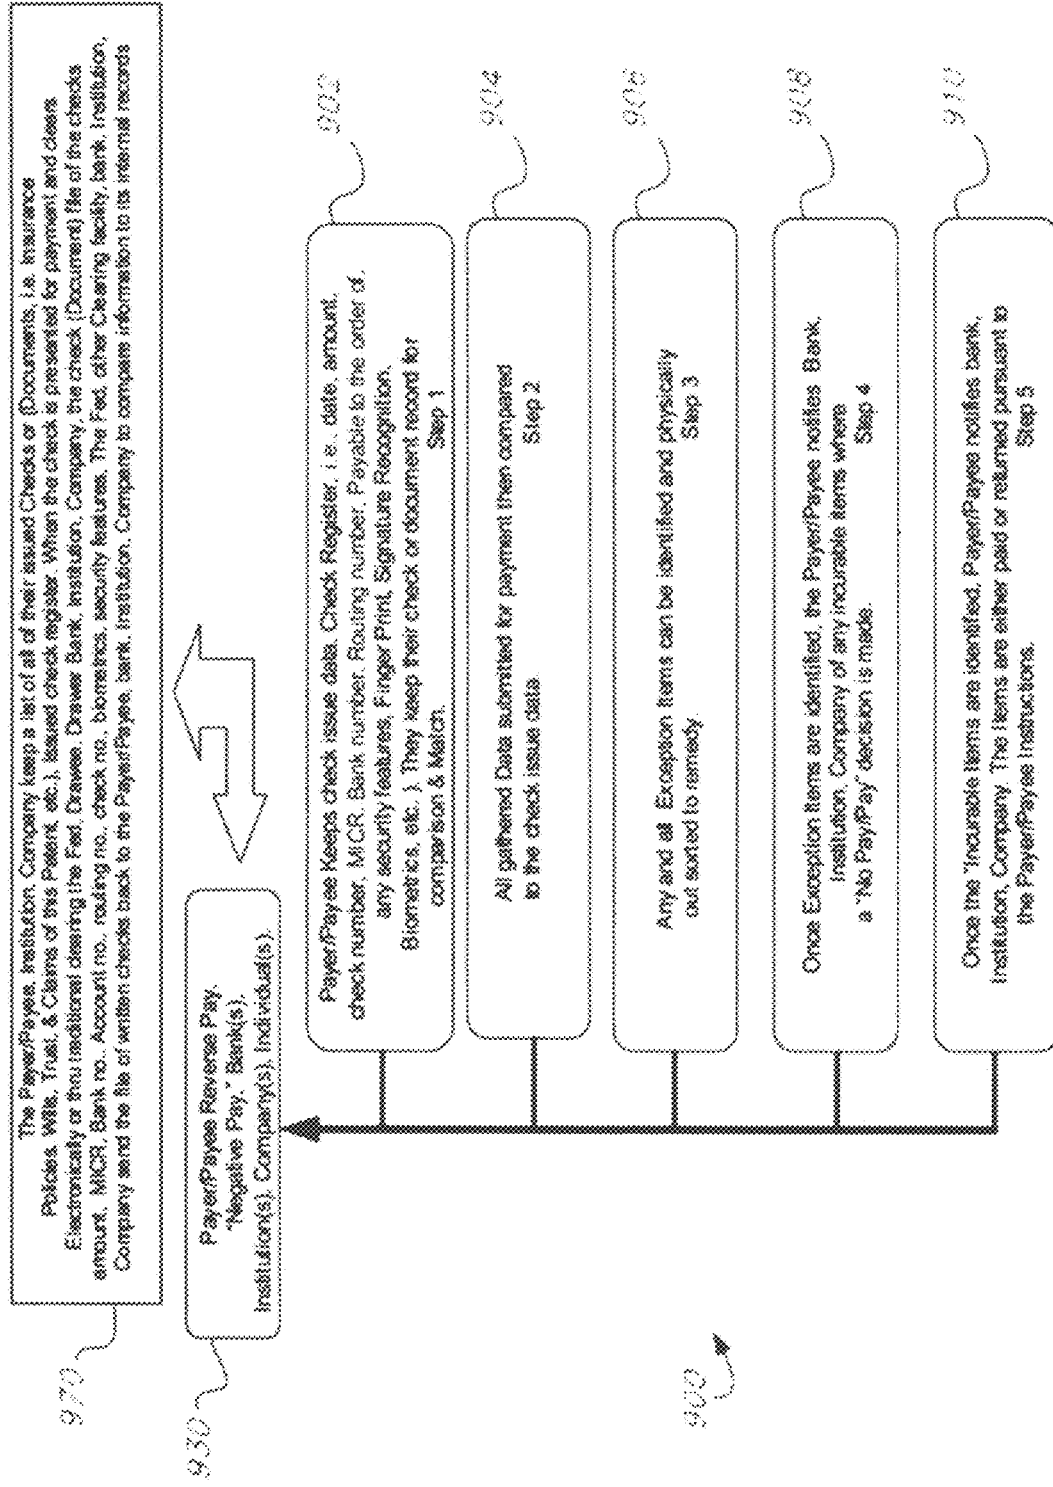 The Payer/Payee, Institution, Company keep a list of all of their issued Checks or (Documents, i.e. Insurance
Policies, Wills, Trust, & Claims of this Patent, etc.). Issued check register. When the check is presented for payment and clears
Electronically or thru traditional clearing the Fed, Drawee, Drawer Bank, Institution, Company, the check (Document) file of the checks
amount, MICR, Bank no., Account no., routing no., check no., biometrics, security features. The Fed, other Clearing facility, bank, Institution,
Company send the file of written checks back to the Payer/Payee, bank, Institution, Company to compare information to its internal records
970
Payer/Payee Reverse Pay.
"Negative Pay." Bank(s),
Institution(s), Company(s), Individual(s).
930
Payer/Payee Keeps check issue data. Check Register, i.e., date, amount,
check number, MICR, Bank number, Routing number, Payable to the order of,
any security features, Finger Print, Signature Recognition,
Biometrics, etc. ). They keep their check or document record for
comparison & Match. Step 1
902
All gathered Data submitted for payment then compared
to the check issue data. Step 2
904
Any and all Exception Items can be identified and physically
out sorted to remedy. Step 3
906
Once Exception Items are identified, the Payer/Payee notifies Bank,
Institution, Company of any incurable items where
a "No Pay/Pay" decision is made. Step 4
908
Once the "Incurable Items are identified, Payer/Payee notifies bank,
Institution, Company. The Items are either paid or returned pursuant to
the Payer/Payee Instructions. Step 5
910
900